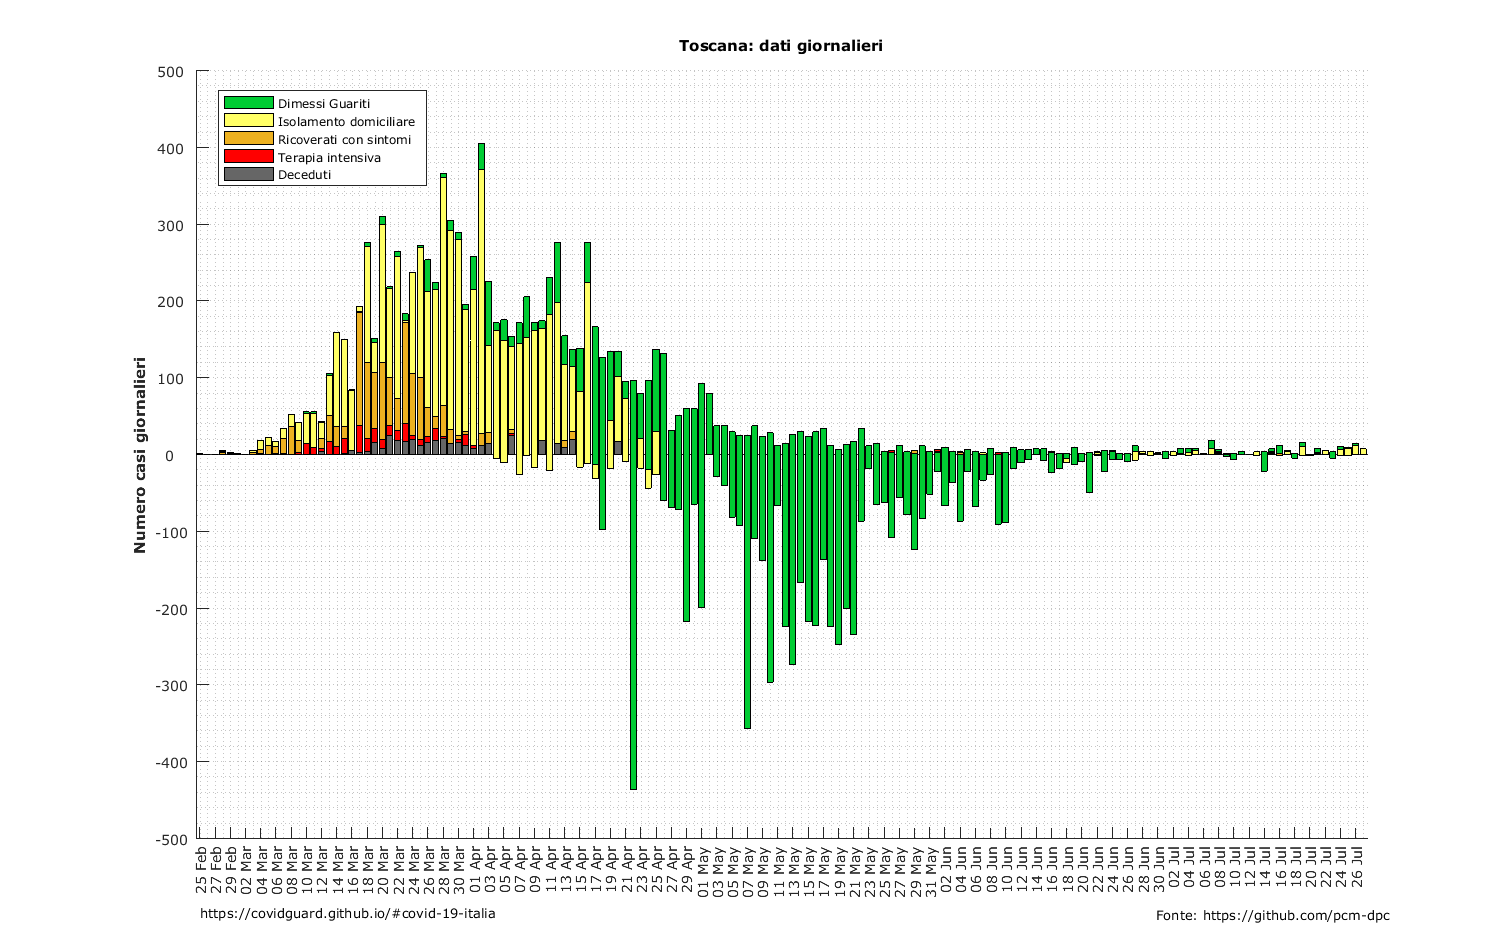 Toscana: dati giornalieri
500
400
300
200
100
0
-100
-200
-300
-400
-500
Numero casi giornalieri
Dimessi Guariti
Isolamento domiciliare
Ricoverati con sintomi
Terapia intensiva
Deceduti
25 Feb
27 Feb
29 Feb
02 Mar
04 Mar
06 Mar
08 Mar
10 Mar
12 Mar
14 Mar
16 Mar
18 Mar
20 Mar
22 Mar
24 Mar
26 Mar
28 Mar
30 Mar
01 Apr
03 Apr
05 Apr
07 Apr
09 Apr
11 Apr
13 Apr
15 Apr
17 Apr
19 Apr
21 Apr
23 Apr
25 Apr
27 Apr
29 Apr
01 May
03 May
05 May
07 May
09 May
11 May
13 May
15 May
17 May
19 May
21 May
23 May
25 May
27 May
29 May
31 May
02 Jun
04 Jun
06 Jun
08 Jun
10 Jun
12 Jun
14 Jun
16 Jun
18 Jun
20 Jun
22 Jun
24 Jun
26 Jun
28 Jun
30 Jun
02 Jul
04 Jul
06 Jul
08 Jul
10 Jul
12 Jul
14 Jul
16 Jul
18 Jul
20 Jul
22 Jul
24 Jul
26 Jul
https://covidguard.github.io/#covid-19-italia
Fonte: https://github.com/pcm-dpc